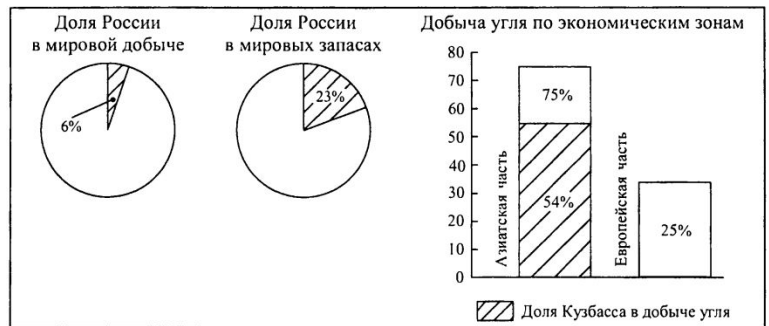 Доля России
в мировой добыче
6%
Доля России
в мировых запасах
23%
Добыча угля по экономическим зонам
80
70
60
50
40
30
20
10
0
Азиатская часть
75%
54%
Европейская часть
25%
Доля Кузбасса в добыче угля